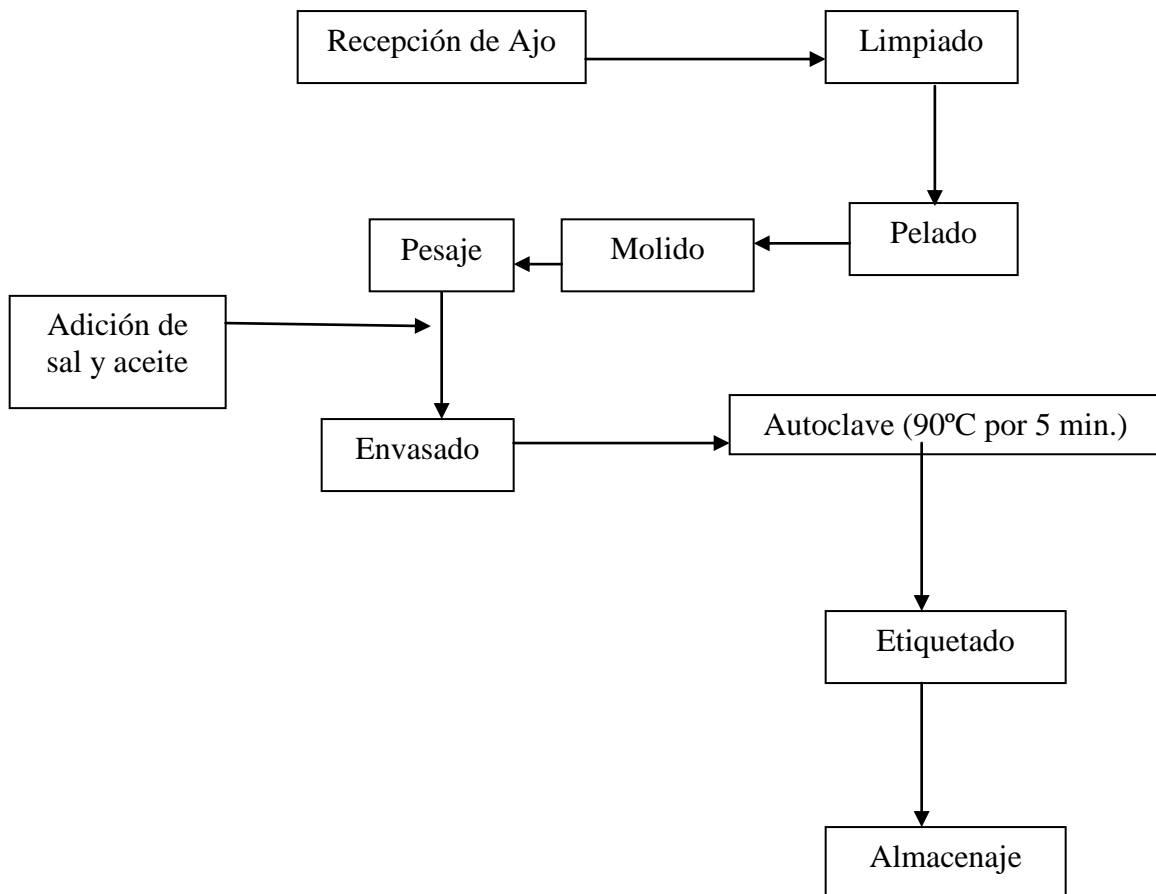 Recepción de Ajo
Limpiado
Pelado
Molido
Pesaje
Adición de
sal y aceite
Envasado
Autoclave (90ºC por 5 min.)
Etiquetado
Almacenaje